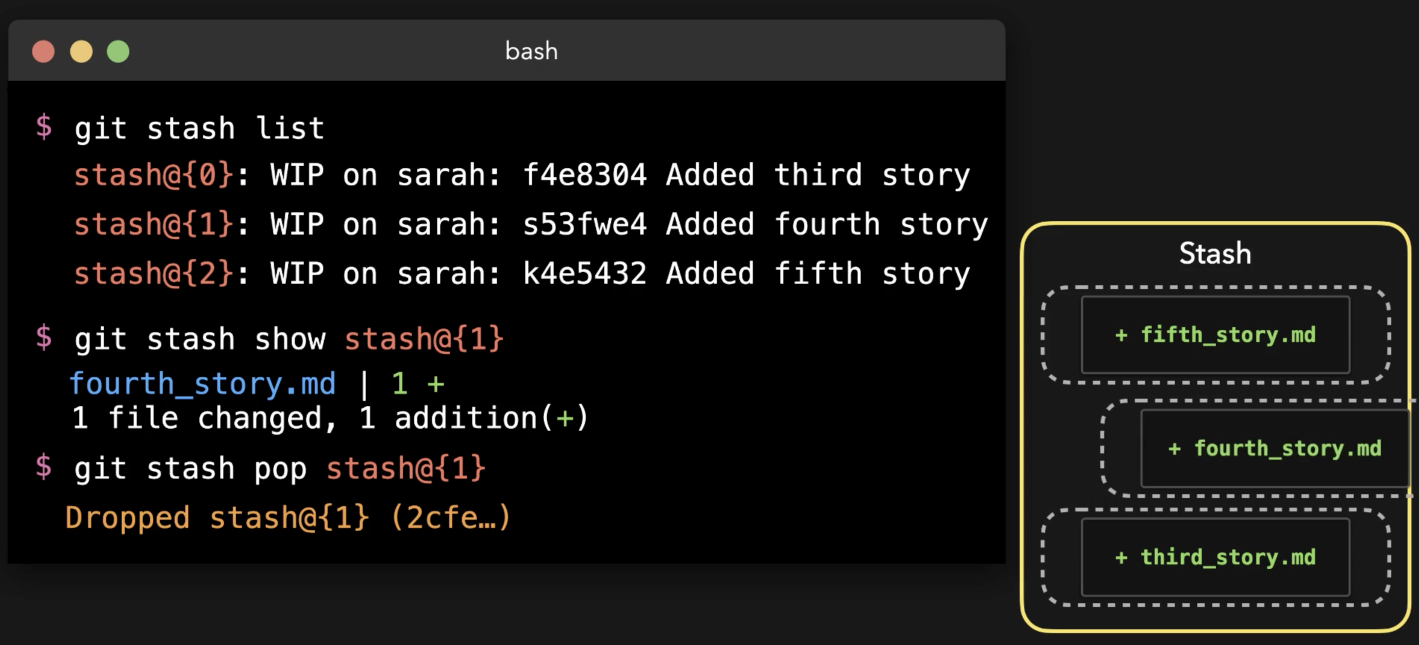 bash
$ git stash list
stash@{0}: WIP on sarah: f4e8304 Added third story
stash@{1}: WIP on sarah: s53fwe4 Added fourth story
stash@{2}: WIP on sarah: k4e5432 Added fifth story
$ git stash show stash@{1}
fourth_story.md | 1 +
1 file changed, 1 addition(+)
$ git stash pop stash@{1}
Dropped stash@{1} (2cfe…)
Stash
+ fifth_story.md
+ fourth_story.md
+ third_story.md